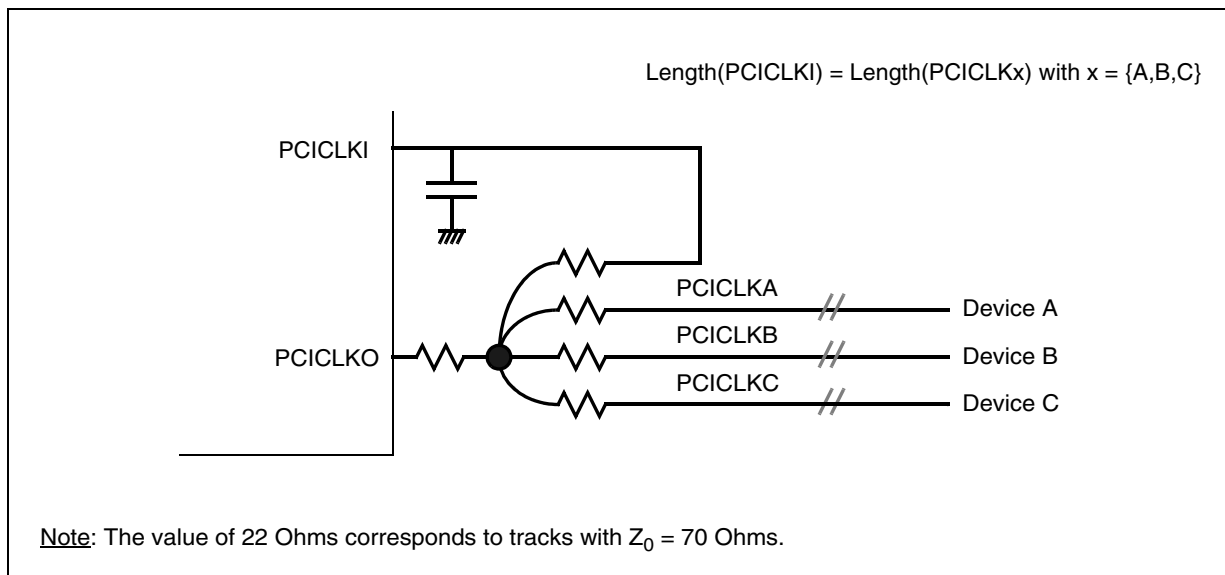 Length(PCICLKI) = Length(PCICLKx) with x = {A,B,C}
PCICLKI
PCICLKA
Device A
PCICLKB
PCICLKO
Device B
PCICLKC
Device C
Note: The value of 22 Ohms corresponds to tracks with Z0 = 70 Ohms.